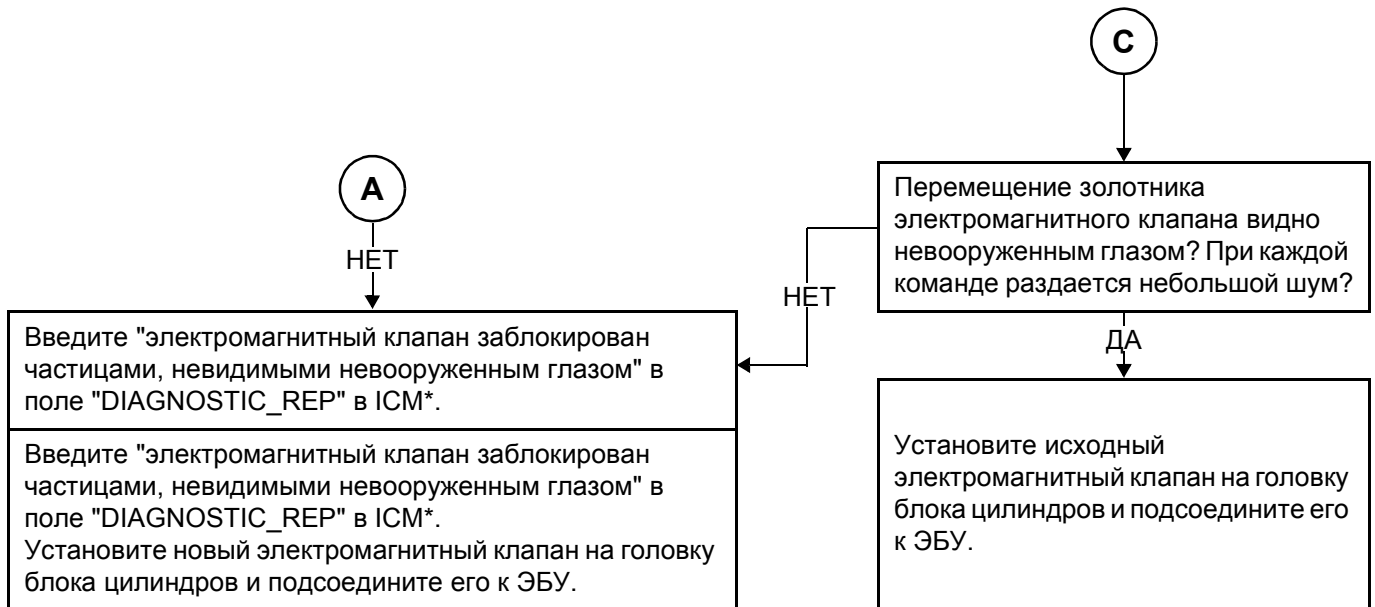 C
A
НЕТ
Перемещение золотника
электромагнитного клапана видно
невооруженным глазом? При каждой
команде раздается небольшой шум?
НЕТ
ДА
Введите "электромагнитный клапан заблокирован
частицами, невидимыми невооруженным глазом" в
поле "DIAGNOSTIC_REP" в ICM*.
Введите "электромагнитный клапан заблокирован
частицами, невидимыми невооруженным глазом" в
поле "DIAGNOSTIC_REP" в ICM*.
Установите новый электромагнитный клапан на головку
блока цилиндров и подсоедините его к ЭБУ.
Установите исходный
электромагнитный клапан на головку
блока цилиндров и подсоедините его
к ЭБУ.